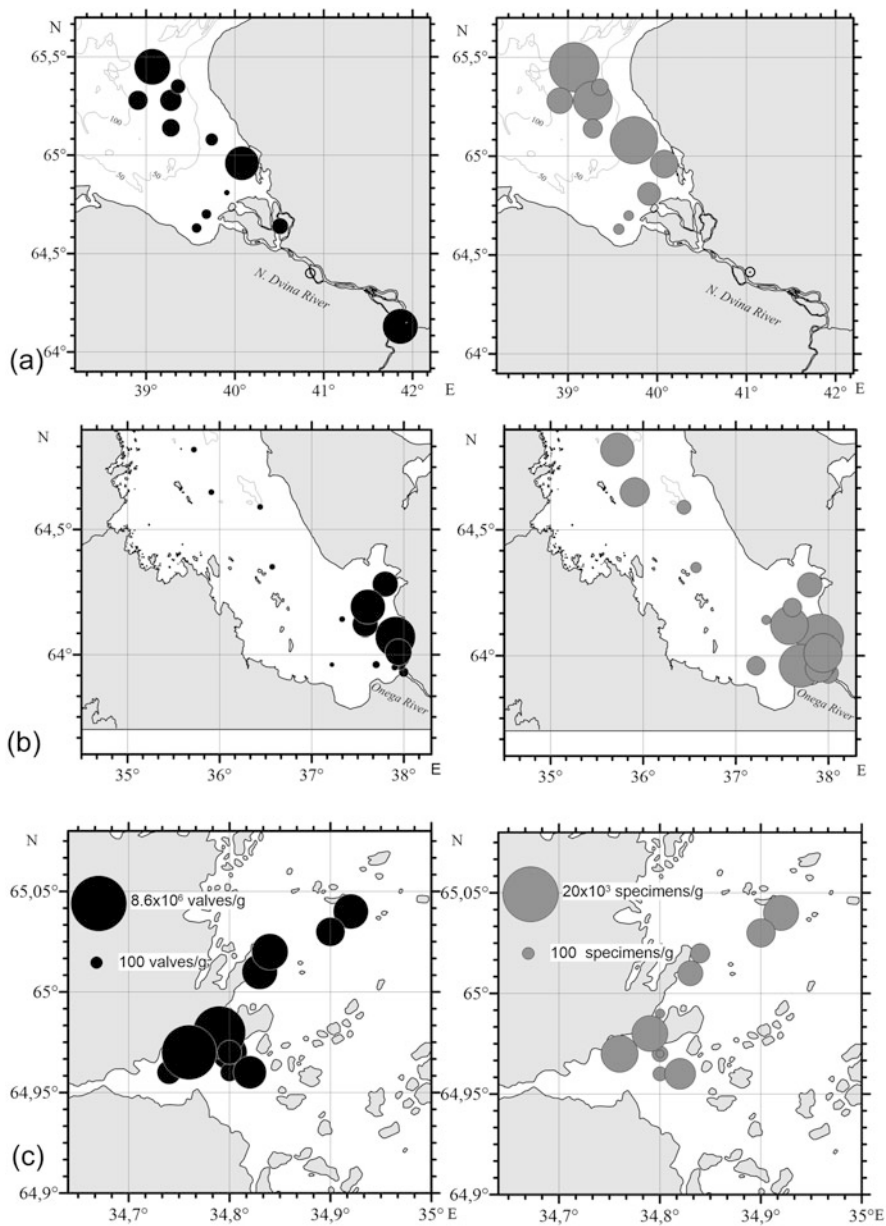 N
65,5°
100
65°
50
50
64,5°
N. Dvina River
(a)
64°
39° 40° 41° 42° E
N
65,5°
100
65°
50
50
64,5°
N. Dvina River
64°
39° 40° 41° 42° E
N
64,5°
64°
Onega River
(b)
35° 36° 37° 38° E
N
64,5°
64°
Onega River
35° 36° 37° 38° E
N
65,05°
8.6x10⁶ valves/g
100 valves/g
65°
64,95°
(c)
64,9°
34,7° 34,8° 34,9° 35° E
N
65,05°
20x10³ specimens/g
100 specimens/g
65°
64,95°
64,9°
34,7° 34,8° 34,9° 35°E